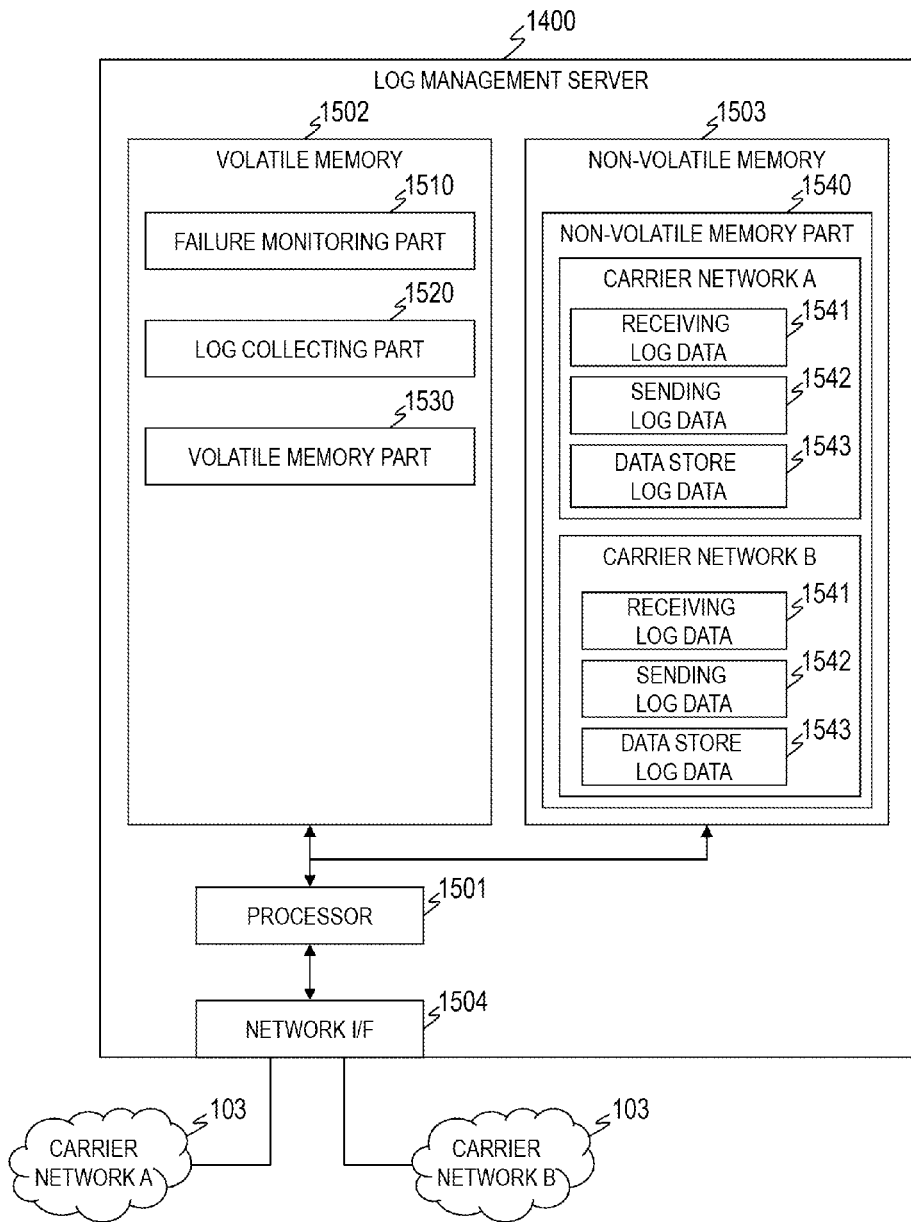 1400
LOG MANAGEMENT SERVER
1502
VOLATILE MEMORY
1510
FAILURE MONITORING PART
1520
LOG COLLECTING PART
1530
VOLATILE MEMORY PART
1503
NON-VOLATILE MEMORY
1540
NON-VOLATILE MEMORY PART
CARRIER NETWORK A
1541
RECEIVING
LOG DATA
1542
SENDING
LOG DATA
1543
DATA STORE
LOG DATA
CARRIER NETWORK B
1541
RECEIVING
LOG DATA
1542
SENDING
LOG DATA
1543
DATA STORE
LOG DATA
1501
PROCESSOR
1504
NETWORK I/F
103
CARRIER
NETWORK A
103
CARRIER
NETWORK B